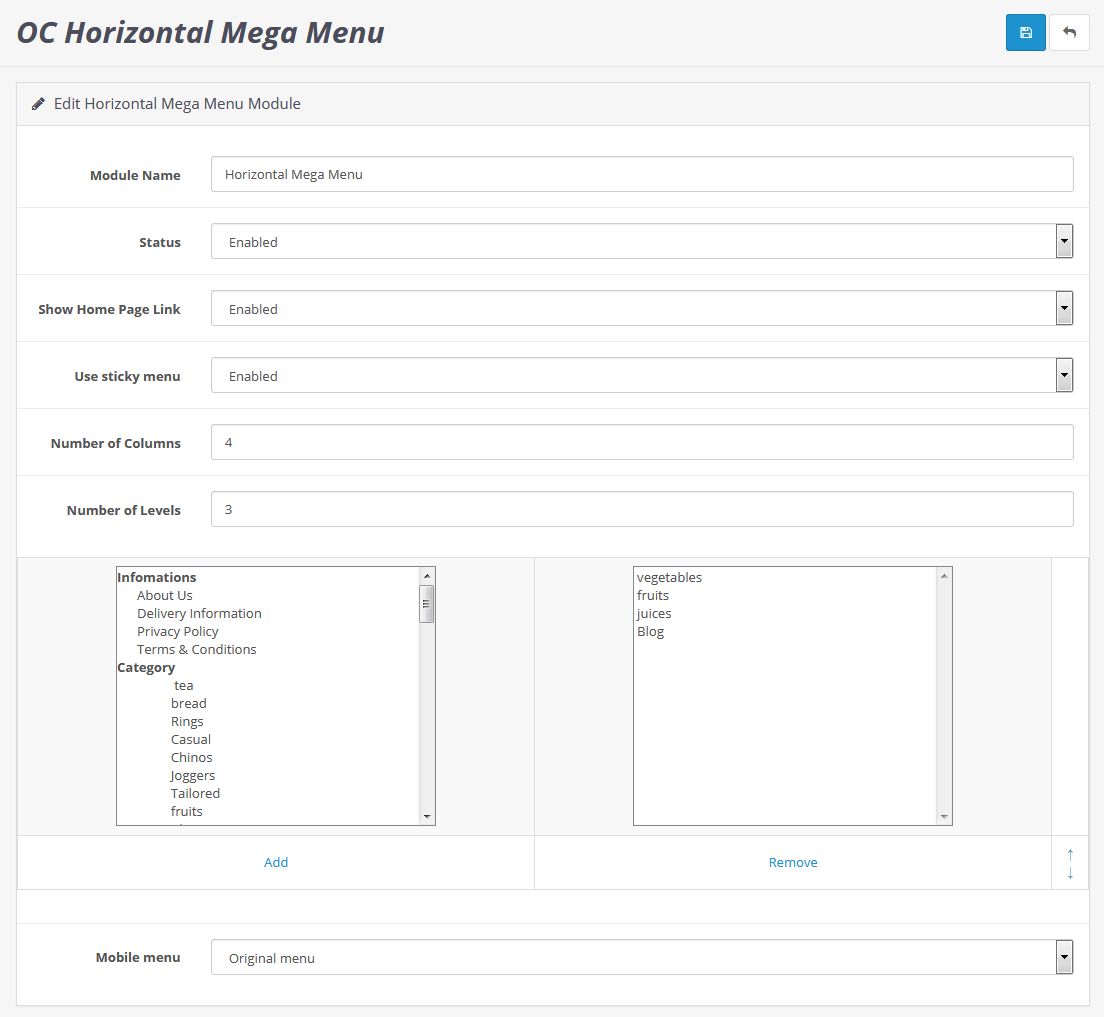 OC Horizontal Mega Menu
Edit Horizontal Mega Menu Module
Module Name
Horizontal Mega Menu
Status
Enabled
Show Home Page Link
Enabled
Use sticky menu
Enabled
Number of Columns
4
Number of Levels
3
Infomations
About Us
Delivery Information
Privacy Policy
Terms & Conditions
Category
tea
bread
Rings
Casual
Chinos
Joggers
Tailored
fruits
vegetables
fruits
juices
Blog
Add
Remove
↑
↓
Mobile menu
Original menu